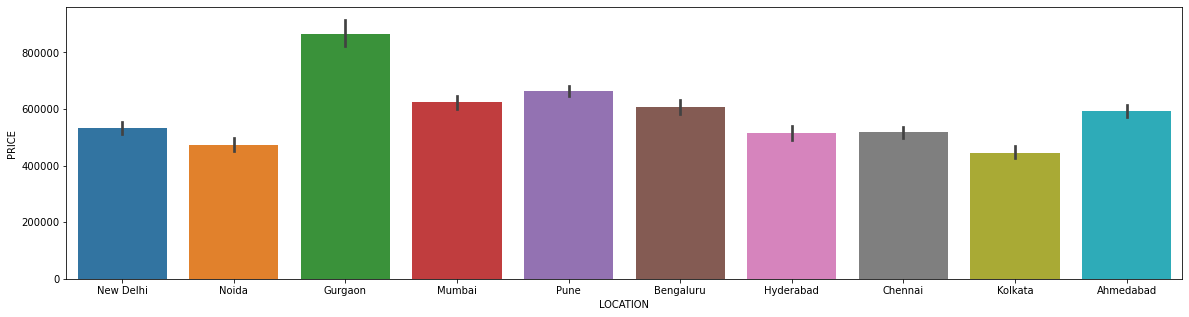 PRICE
800000
600000
400000
200000
0
New Delhi Noida Gurgaon Mumbai Pune Bengaluru Hyderabad Chennai Kolkata Ahmedabad
LOCATION